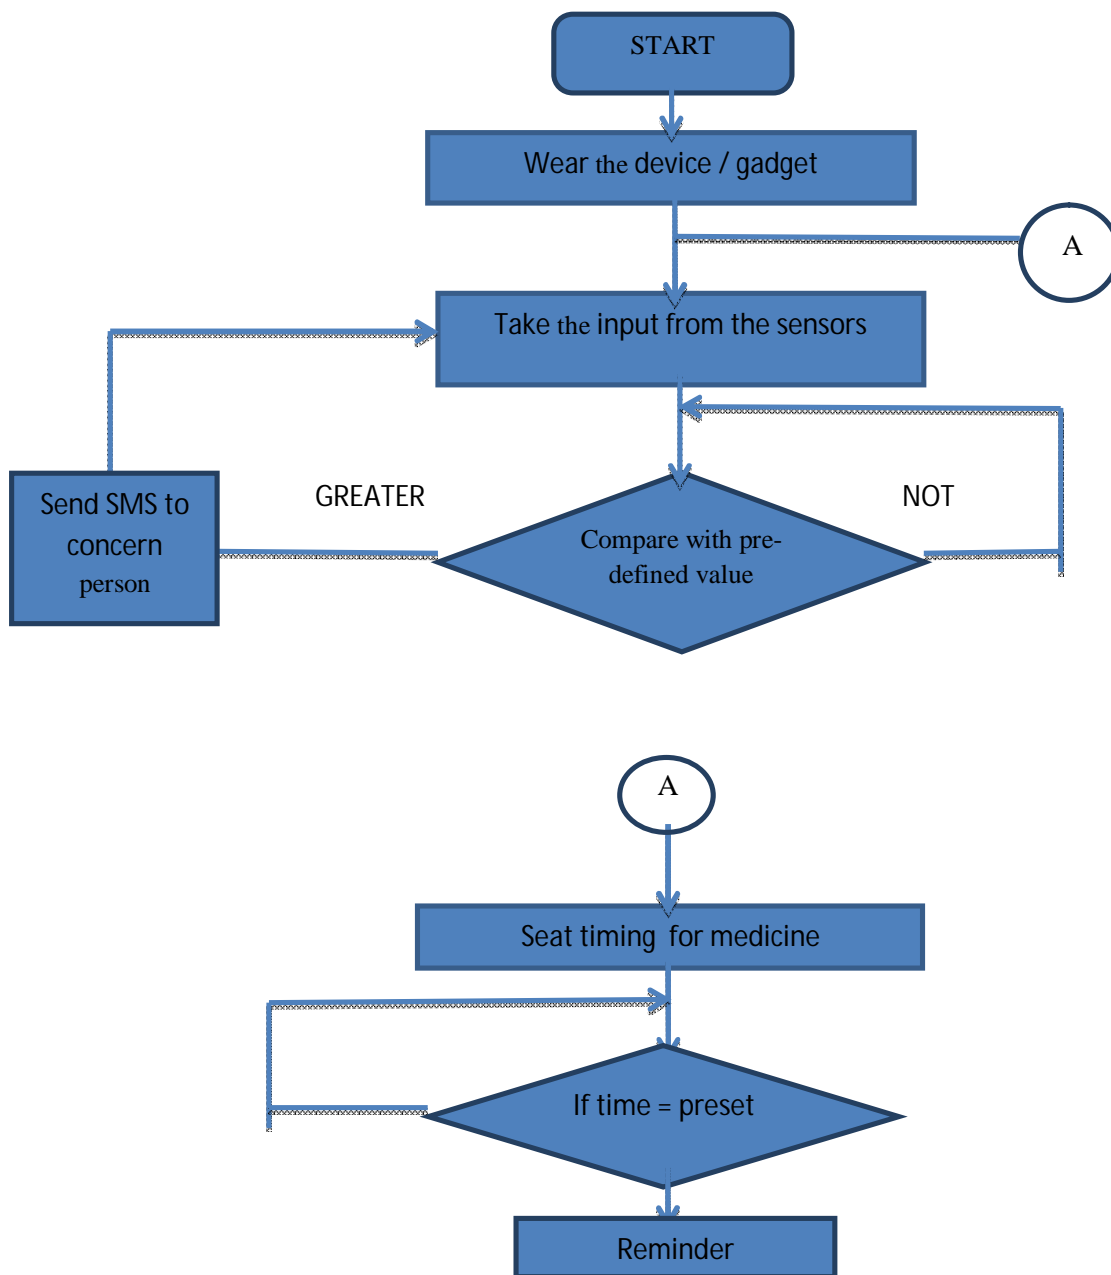 START
Wear the device / gadget
A
Take the input from the sensors
Send SMS to
concern
person
GREATER
NOT
Compare with pre-
defined value
A
Seat timing for medicine
If time = preset
Reminder